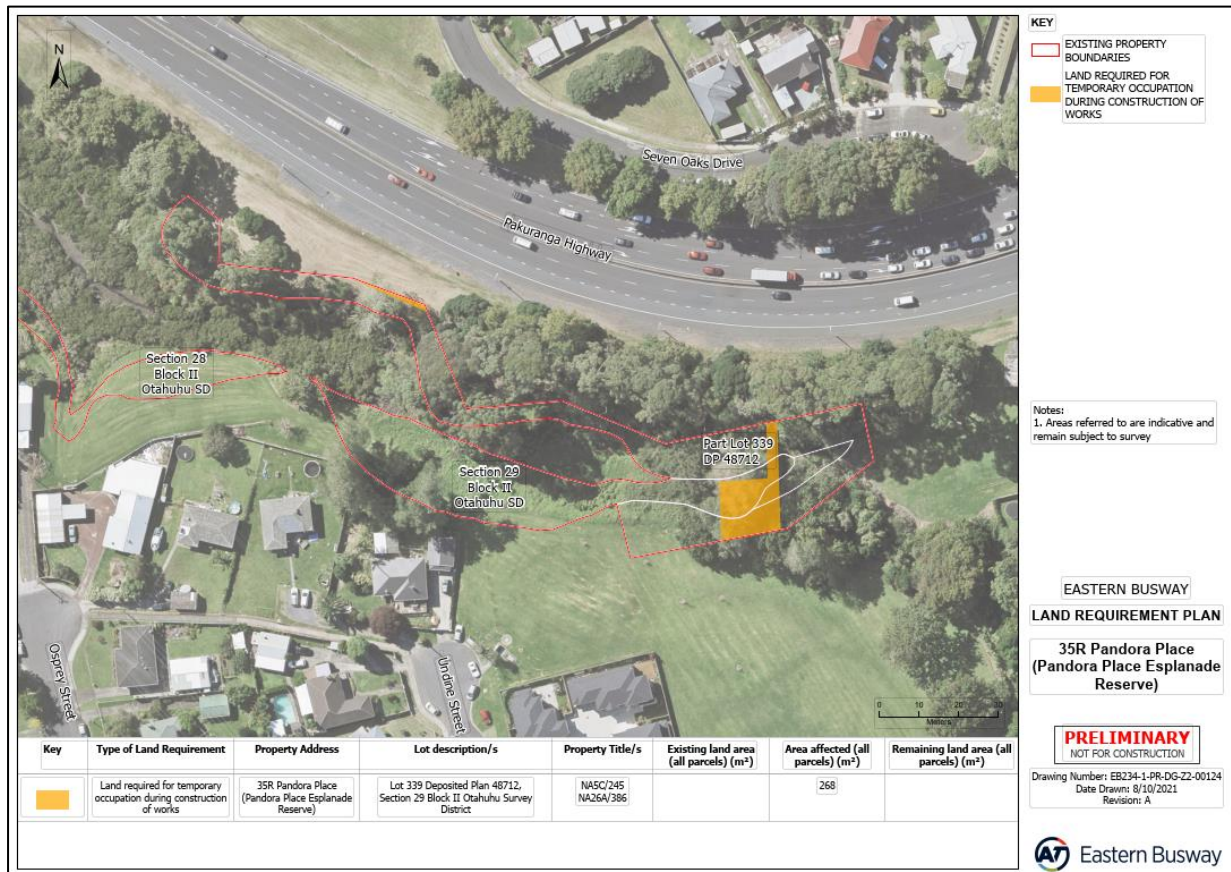 N
Seven Oaks Drive
Pakuranga Highway
Section 28
Block II
Otahuhu SD
Part Lot 339
DP 48712
Section 29
Block II
Otahuhu SD
Osprey Street
Undine Street
0 10 20 30
Meters
KEY
EXISTING PROPERTY
BOUNDARIES
LAND REQUIRED FOR
TEMPORARY OCCUPATION
DURING CONSTRUCTION OF
WORKS
Notes:
1. Areas referred to are indicative and
remain subject to survey
EASTERN BUSWAY
LAND REQUIREMENT PLAN
35R Pandora Place
(Pandora Place Esplanade
Reserve)
PRELIMINARY
NOT FOR CONSTRUCTION
Drawing Number: EB234-1-PR-DG-Z2-00124
Date Drawn: 8/10/2021
Revision: A
AT Eastern Busway
Key Type of Land Requirement Property Address Lot description/s Property Title/s Existing land area (all parcels) (m²) Area affected (all parcels) (m²) Remaining land area (all parcels) (m²)
Land required for temporary occupation during construction of works 35R Pandora Place (Pandora Place Esplanade Reserve) Lot 339 Deposited Plan 48712, Section 29 Block II Otahuhu Survey District NA5C/245 NA26A/386 268